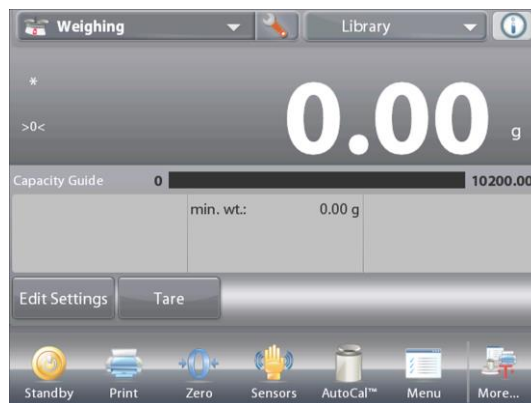 Weighing
Library
*
>0<
0.00 g
Capacity Guide 0 10200.00
min. wt.: 0.00 g
Edit Settings Tare
Standby Print Zero Sensors AutoCal™ Menu More...